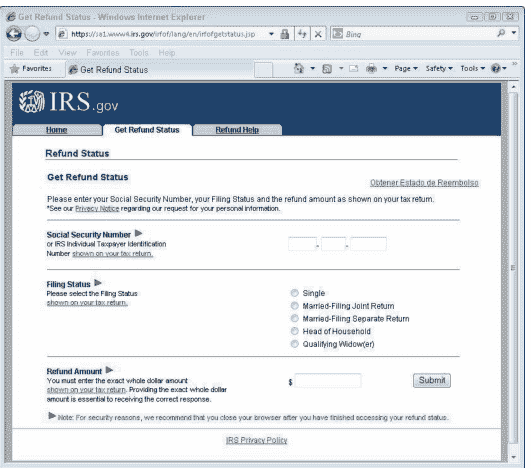 Get Refund Status - Windows Internet Explorer
https://sa1.www4.irs.gov/irfof/lang/en/irfofgetstatus.jsp
Bing
File Edit View Favorites Tools Help
Favorites Get Refund Status
Page Safety Tools
IRS.gov
Home Get Refund Status Refund Help
Refund Status
Get Refund Status
Obtener Estado de Reembolso
Please enter your Social Security Number, your Filing Status and the refund amount as shown on your tax return.
*See our Privacy Notice regarding our request for your personal information.
Social Security Number
or IRS Individual Taxpayer Identification
Number shown on your tax return.
Filing Status
Please select the Filing Status
shown on your tax return.
Single
Married-Filing Joint Return
Married-Filing Separate Return
Head of Household
Qualifying Widow(er)
Refund Amount
You must enter the exact whole dollar amount
shown on your tax return. Providing the exact whole dollar
amount is essential to receiving the correct response.
$ Submit
Note: For security reasons, we recommend that you close your browser after you have finished accessing your refund status.
IRS Privacy Policy